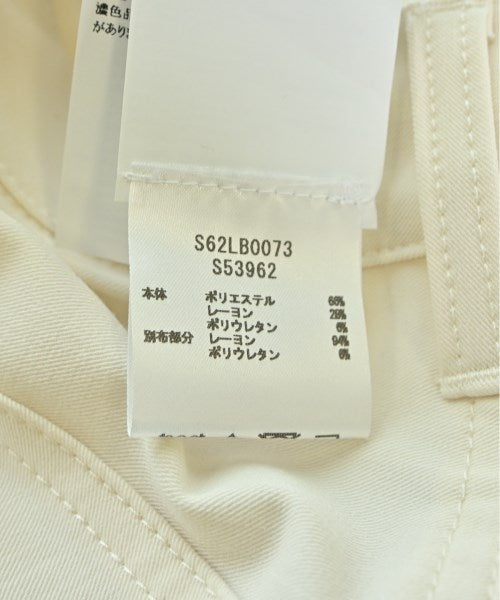 濃色品
があり
S62LB0073
S53962
本体 ポリエステル 66%
レーヨン 28%
ポリウレタン 6%
別布部分 レーヨン 94%
ポリウレタン 6%